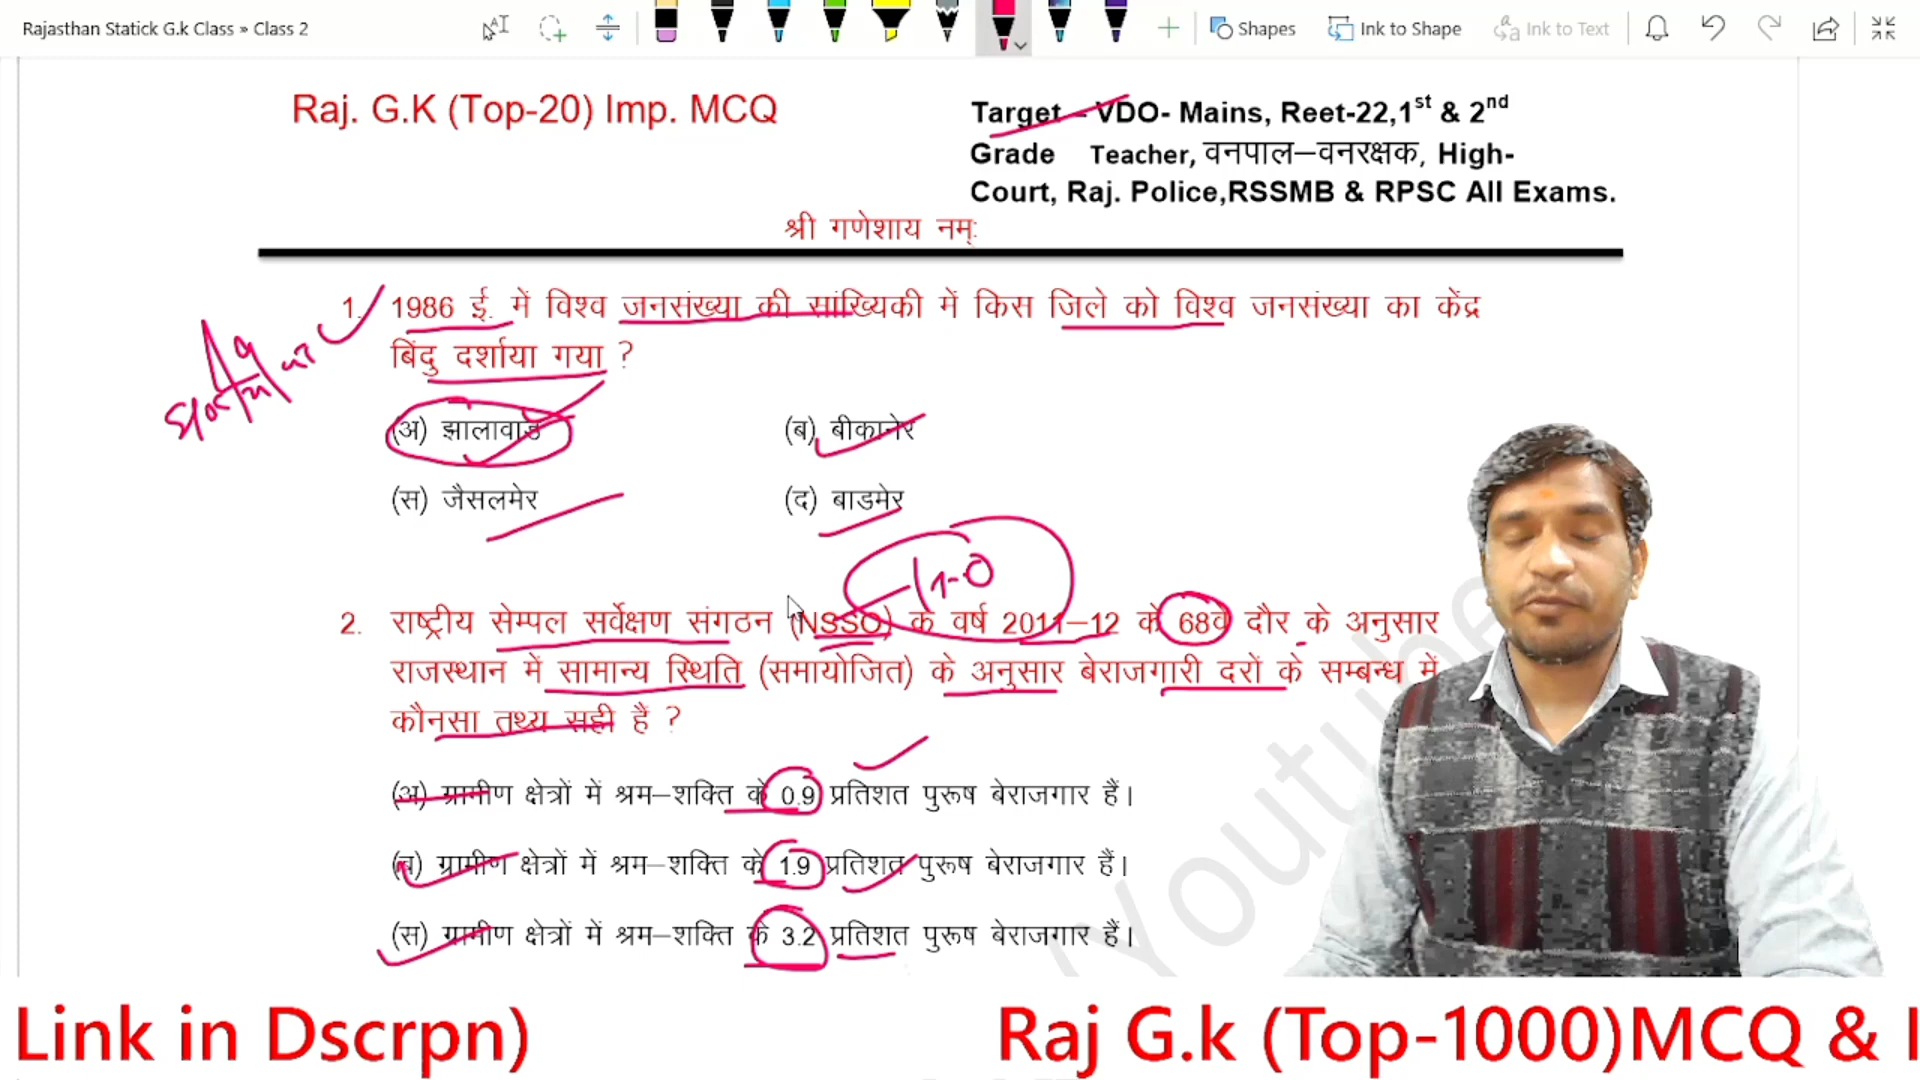 Rajasthan Statick G.k Class » Class 2
Shapes
Ink to Shape
Ink to Text
Raj. G.K (Top-20) Imp. MCQ
Target – VDO- Mains, Reet-22,1st & 2nd
Grade Teacher, वनपाल–वनरक्षक, High-
Court, Raj. Police,RSSMB & RPSC All Exams.
श्री गणेशाय नम्:
1. 1986 ई. में विश्व जनसंख्या की सांख्यिकी में किस जिले को विश्व जनसंख्या का केंद्र
बिंदु दर्शाया गया ?
(अ) झालावाड
(ब) बीकानेर
(स) जैसलमेर
(द) बाडमेर
2. राष्ट्रीय सेम्पल सर्वेक्षण संगठन (NSSO) के वर्ष 2011–12 के 68वें दौर के अनुसार
राजस्थान में सामान्य स्थिति (समायोजित) के अनुसार बेराजगारी दरों के सम्बन्ध में
कौनसा तथ्य सही हैं ?
(अ) ग्रामीण क्षेत्रों में श्रम–शक्ति के 0.9 प्रतिशत पुरूष बेराजगार हैं।
(ब) ग्रामीण क्षेत्रों में श्रम–शक्ति के 1.9 प्रतिशत पुरूष बेराजगार हैं।
(स) ग्रामीण क्षेत्रों में श्रम–शक्ति के 3.2 प्रतिशत पुरूष बेराजगार हैं।
Youtube
Link in Dscrpn)
Raj G.k (Top-1000)MCQ & I